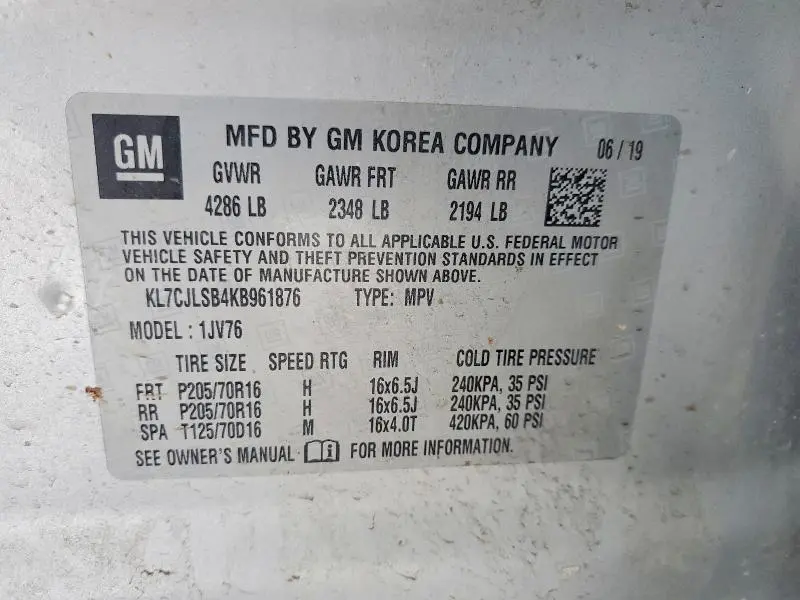 GM MFD BY GM KOREA COMPANY 06 / 19
GVWR GAWR FRT GAWR RR
4286 LB 2348 LB 2194 LB
THIS VEHICLE CONFORMS TO ALL APPLICABLE U.S. FEDERAL MOTOR
VEHICLE SAFETY AND THEFT PREVENTION STANDARDS IN EFFECT
ON THE DATE OF MANUFACTURE SHOWN ABOVE.
KL7CJLSB4KB961876 TYPE: MPV
MODEL : 1JV76
TIRE SIZE SPEED RTG RIM COLD TIRE PRESSURE
FRT P205/70R16 H 16x6.5J 240KPA, 35 PSI
RR P205/70R16 H 16x6.5J 240KPA, 35 PSI
SPA T125/70D16 M 16x4.0T 420KPA, 60 PSI
SEE OWNER'S MANUAL FOR MORE INFORMATION.